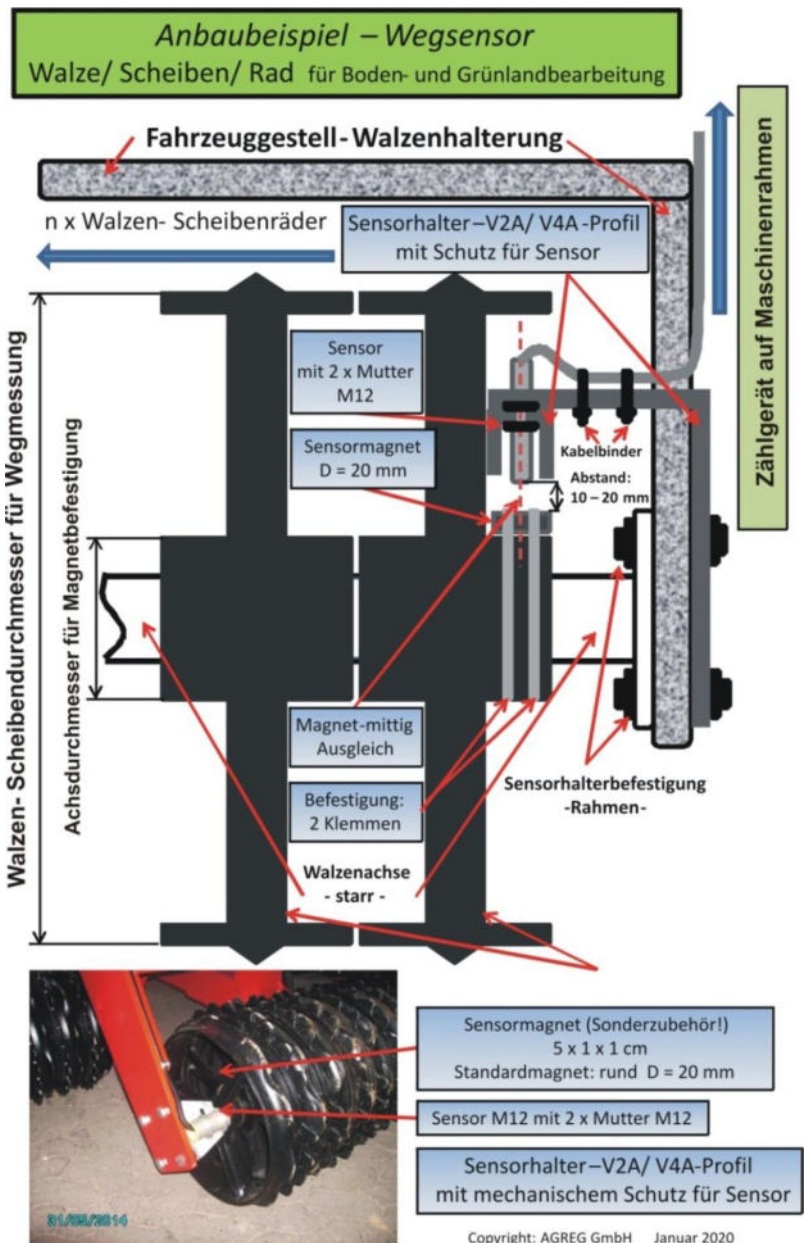 Anbaubeispiel – Wegsensor
Walze/ Scheiben/ Rad für Boden- und Grünlandbearbeitung
Fahrzeuggestell - Walzenhalterung
n x Walzen- Scheibenräder
Sensorhalter –V2A/ V4A -Profil
mit Schutz für Sensor
Zählgerät auf Maschinenrahmen
Walzen- Scheibendurchmesser für Wegmessung
Achsdurchmesser für Magnetbefestigung
Sensor
mit 2 x Mutter
M12
Sensormagnet
D = 20 mm
Kabelbinder
Abstand:
10 – 20 mm
Magnet-mittig
Ausgleich
Befestigung:
2 Klemmen
Sensorhalterbefestigung
-Rahmen-
Walzenachse
- starr -
Sensormagnet (Sonderzubehör!)
5 x 1 x 1 cm
Standardmagnet: rund D = 20 mm
Sensor M12 mit 2 x Mutter M12
Sensorhalter –V2A/ V4A-Profil
mit mechanischem Schutz für Sensor
31/05/2014
Copyright: AGREG GmbH Januar 2020